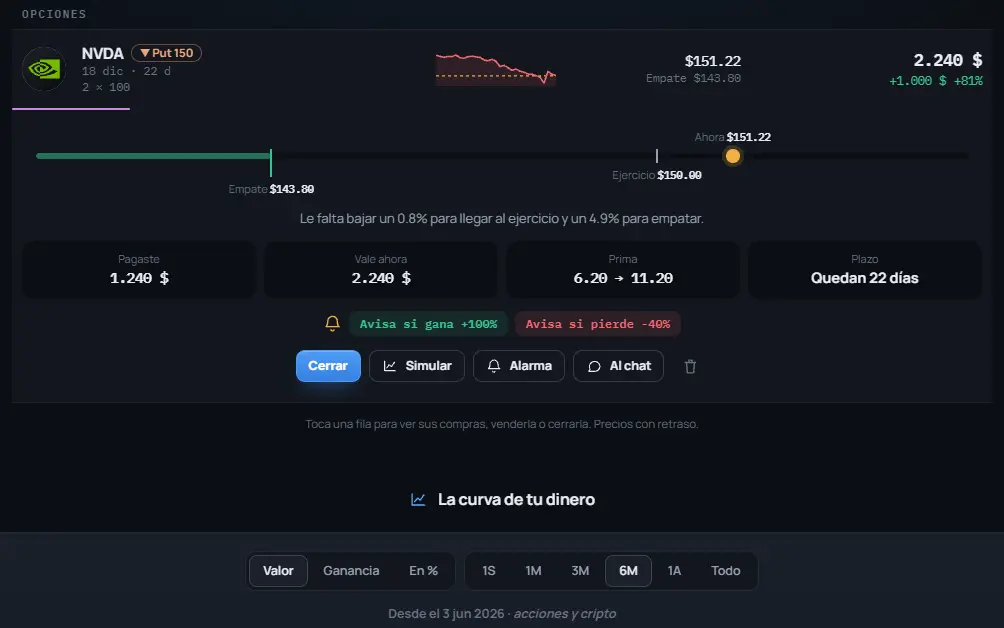 OPCIONES
NVDA ▼ Put 150
18 dic · 22 d
2 × 100
$151.22
Empate $143.80
2.240 $
+1.000 $ +81%
Ahora $151.22
Empate $143.80
Ejercicio $150.00
Le falta bajar un 0.8% para llegar al ejercicio y un 4.9% para empatar.
Pagaste
1.240 $
Vale ahora
2.240 $
Prima
6.20 → 11.20
Plazo
Quedan 22 días
Avisa si gana +100% Avisa si pierde -40%
Cerrar Simular Alarma Al chat
Toca una fila para ver sus compras, venderla o cerrarla. Precios con retraso.
La curva de tu dinero
Valor Ganancia En % 1S 1M 3M 6M 1A Todo
Desde el 3 jun 2026 · acciones y cripto